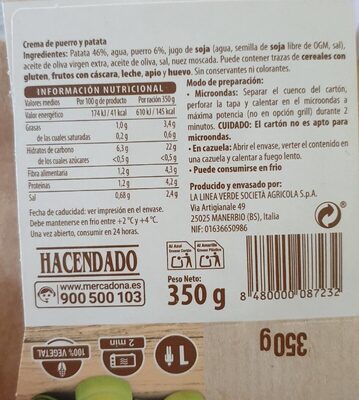 Crema de puerro y patata
Ingredientes: Patata 46%, agua, puerro 6%, jugo de soja (agua, semilla de soja libre de OGM, sal),
aceite de oliva virgen extra, aceite de oliva, sal, nuez moscada. Puede contener trazas de cereales con
gluten, frutos con cáscara, leche, apio y huevo. Sin conservantes ni colorantes.
INFORMACIÓN NUTRICIONAL
Valores medios Por 100 g de producto Por ración 350 g
Valor energético 174 kJ / 41 kcal 610 kJ / 145 kcal
Grasas 1,0 g 3,4 g
de las cuales saturadas 0,2 g 0,6 g
Hidratos de carbono 6,3 g 22 g
de los cuales azúcares <0,5 g <0,5 g
Fibra alimentaria 1,2 g 4,3 g
Proteínas 1,2 g 4,2 g
Sal 0,68 g 2,4 g
Fecha de caducidad: ver impresión en el envase.
Debe mantenerse en frío entre +2 °C y +4 °C.
Una vez abierto, consumir en 24 horas.
Modo de preparación:
• Microondas: Separar el cuenco del cartón,
perforar la tapa y calentar en el microondas a
máxima potencia (no en opción grill) durante 2
minutos. CUIDADO: El cartón no es apto para
microondas.
• En cazuela: Abrir el envase, verter el contenido en
una cazuela y calentar a fuego lento.
• Puede consumirse en frío
Producido y envasado por:
LA LINEA VERDE SOCIETÀ AGRICOLA S.p.A.
Via Artigianale 49
25025 MANERBIO (BS), Italia
NIF: 01636650986
HACENDADO
www.mercadona.es
900 500 103
Al Azul
Envase Cartón
Al Amarillo
Envase Plástico
Peso Neto:
350 g
8 480000 087232
100% VEGETAL
2 min
350g